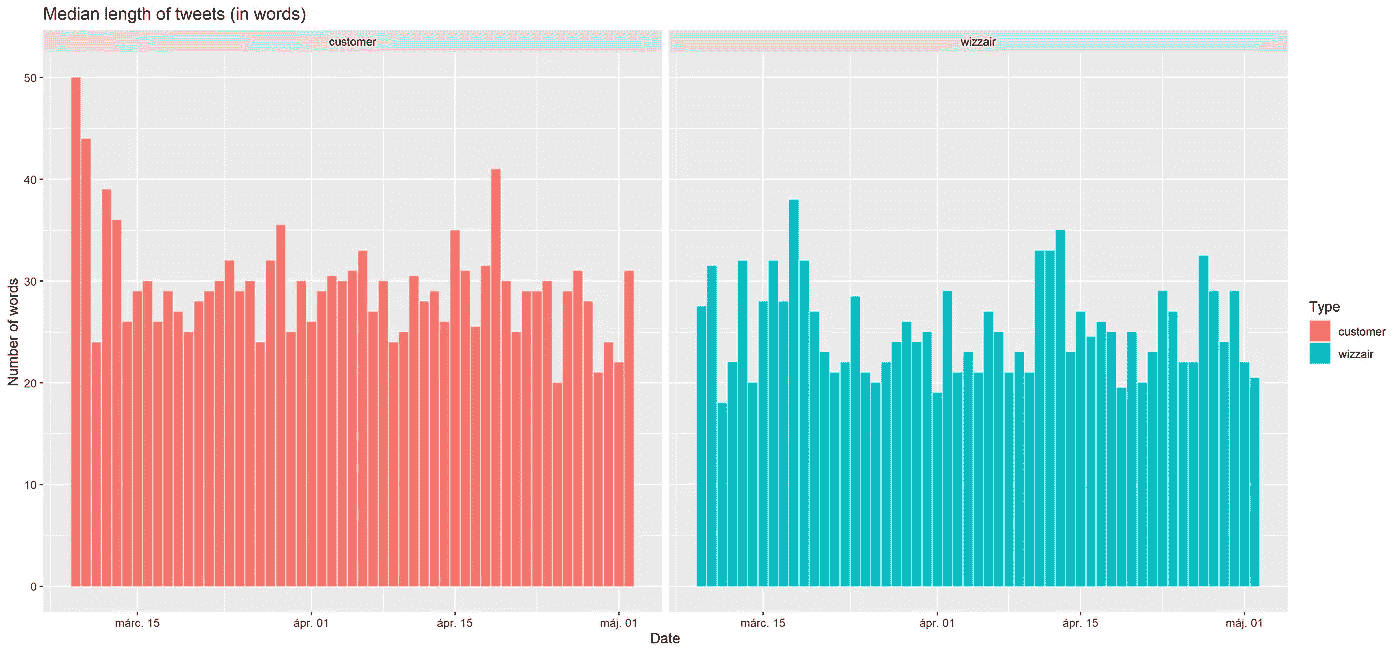 Median length of tweets (in words)
customer
wizzair
50
40
30
20
10
0
Number of words
márc. 15
ápr. 01
ápr. 15
máj. 01
márc. 15
ápr. 01
ápr. 15
máj. 01
Date
Type
customer
wizzair